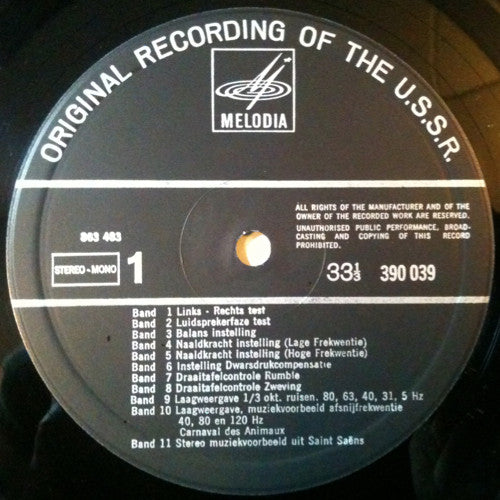 ORIGINAL RECORDING OF THE U.S.S.R.
MELODIA
ALL RIGHTS OF THE MANUFACTURER AND OF THE
OWNER OF THE RECORDED WORK ARE RESERVED.
UNAUTHORISED PUBLIC PERFORMANCE, BROAD-
CASTING AND COPYING OF THIS RECORD
PROHIBITED.
863 403
STEREO-MONO 1
33⅓ 390 039
Band 1 Links - Rechts test
Band 2 Luidsprekerfaze test
Band 3 Balans instelling
Band 4 Naaldkracht instelling (Lage Frekwentie)
Band 5 Naaldkracht instelling (Hoge Frekwentie)
Band 6 Instelling Dwarsdrukcompensatie
Band 7 Draaitafelcontrole Rumble
Band 8 Draaitafelcontrole Zweving
Band 9 Laagweergave 1/3 okt. ruisen. 80, 63, 40, 31, 5 Hz
Band 10 Laagweergave, muziekvoorbeeld afsnijfrekwentie
40, 80 en 120 Hz
Carnaval des Animaux
Band 11 Stereo muziekvoorbeeld uit Saint Saëns